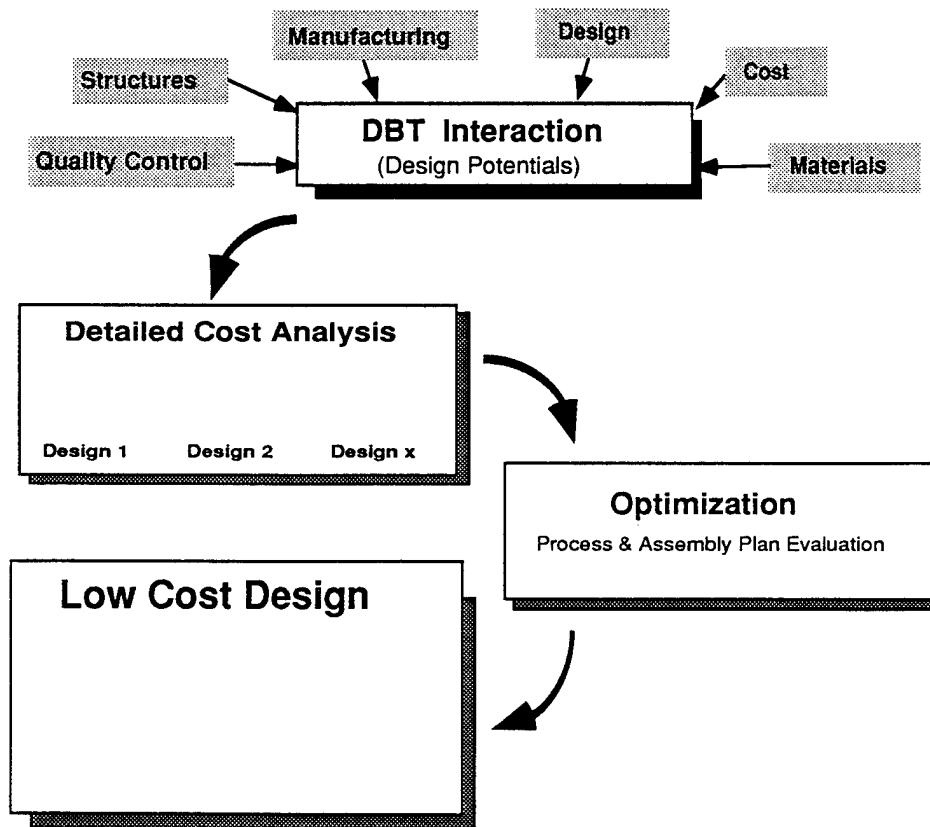 Manufacturing
Design
Structures
Cost
DBT Interaction
(Design Potentials)
Quality Control
Materials
Detailed Cost Analysis
Design 1
Design 2
Design x
Optimization
Process & Assembly Plan Evaluation
Low Cost Design